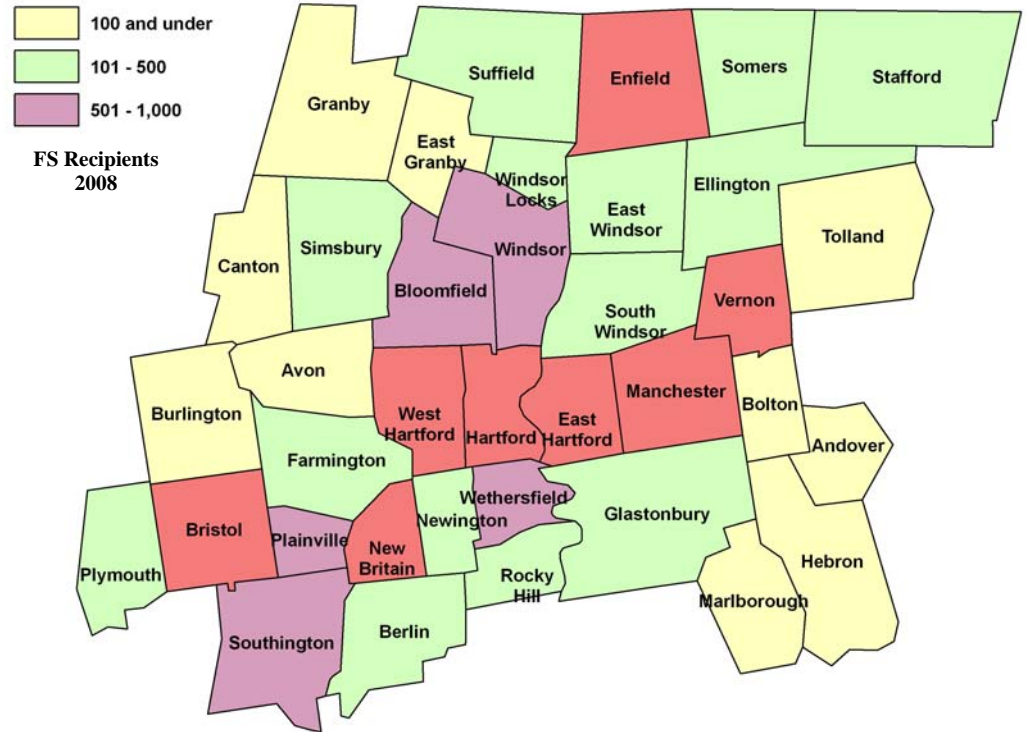 100 and under
101 - 500
501 - 1,000
FS Recipients
2008
Granby
Suffield
Enfield
Somers
Stafford
East
Granby
Windsor
Locks
East
Windsor
Ellington
Tolland
Canton
Simsbury
Bloomfield
Windsor
South
Windsor
Vernon
Burlington
Avon
West
Hartford
Hartford
East
Hartford
Manchester
Bolton
Andover
Farmington
Plymouth
Bristol
Plainville
New
Britain
Newington
Wethersfield
Glastonbury
Hebron
Rocky
Hill
Marlborough
Southington
Berlin